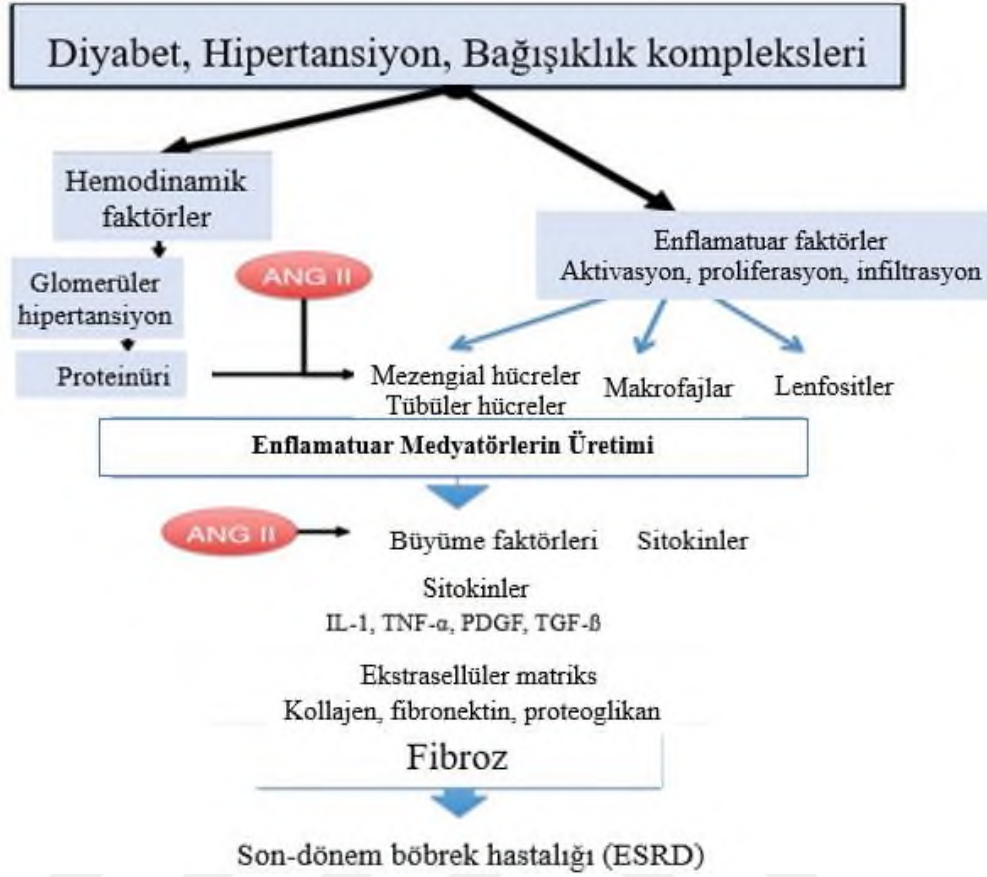 Diyabet, Hipertansiyon, Bağışıklık kompleksleri
Hemodinamik
faktörler
Enflamatuar faktörler
Aktivasyon, proliferasyon, infiltrasyon
Glomerüler
hipertansiyon
ANG II
Proteinüri
Mezengial hücreler
Tübüler hücreler
Makrofajlar
Lenfositler
Enflamatuar Medyatörlerin Üretimi
ANG II
Büyüme faktörleri
Sitokinler
Sitokinler
IL-1, TNF-α, PDGF, TGF-ß
Ekstrasellüler matriks
Kollajen, fibronektin, proteoglikan
Fibroz
Son-dönem böbrek hastalığı (ESRD)